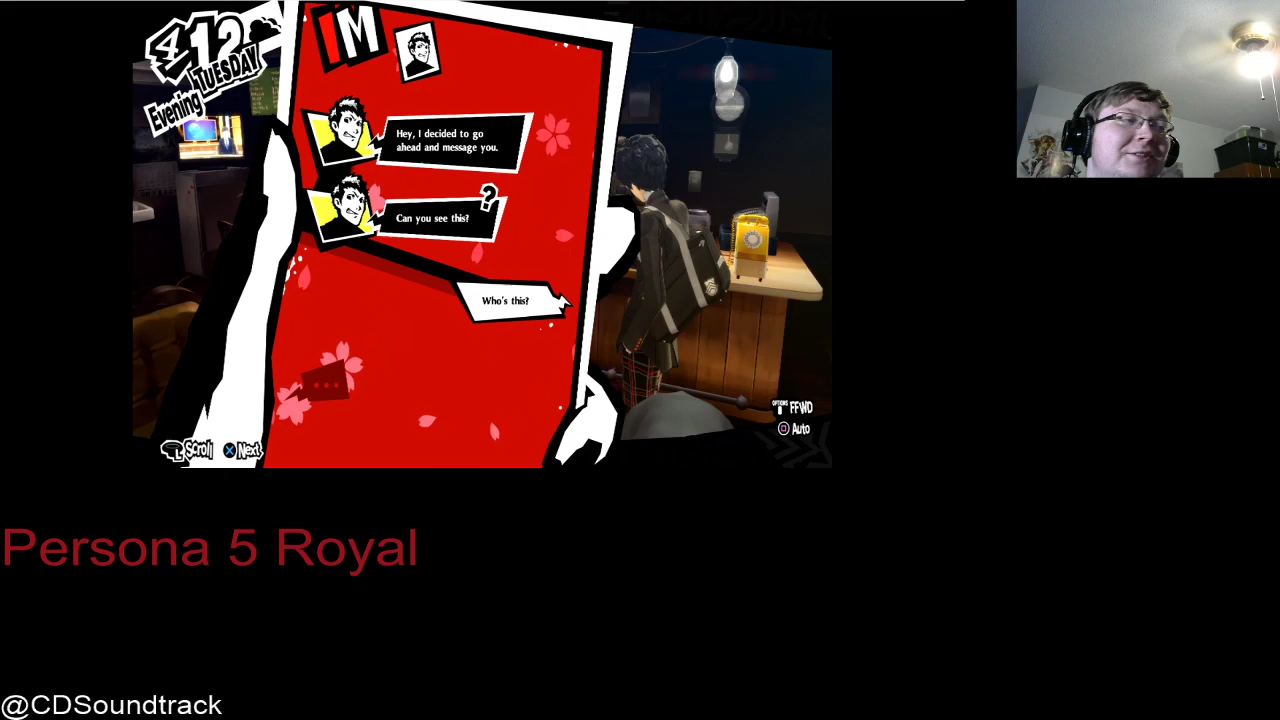 4/12
TUESDAY
Evening
IM
Hey, I decided to go
ahead and message you.
?
Can you see this?
Who's this?
...
OPTIONS
FFWD
Auto
L Scroll X Next
Persona 5 Royal
@CDSoundtrack